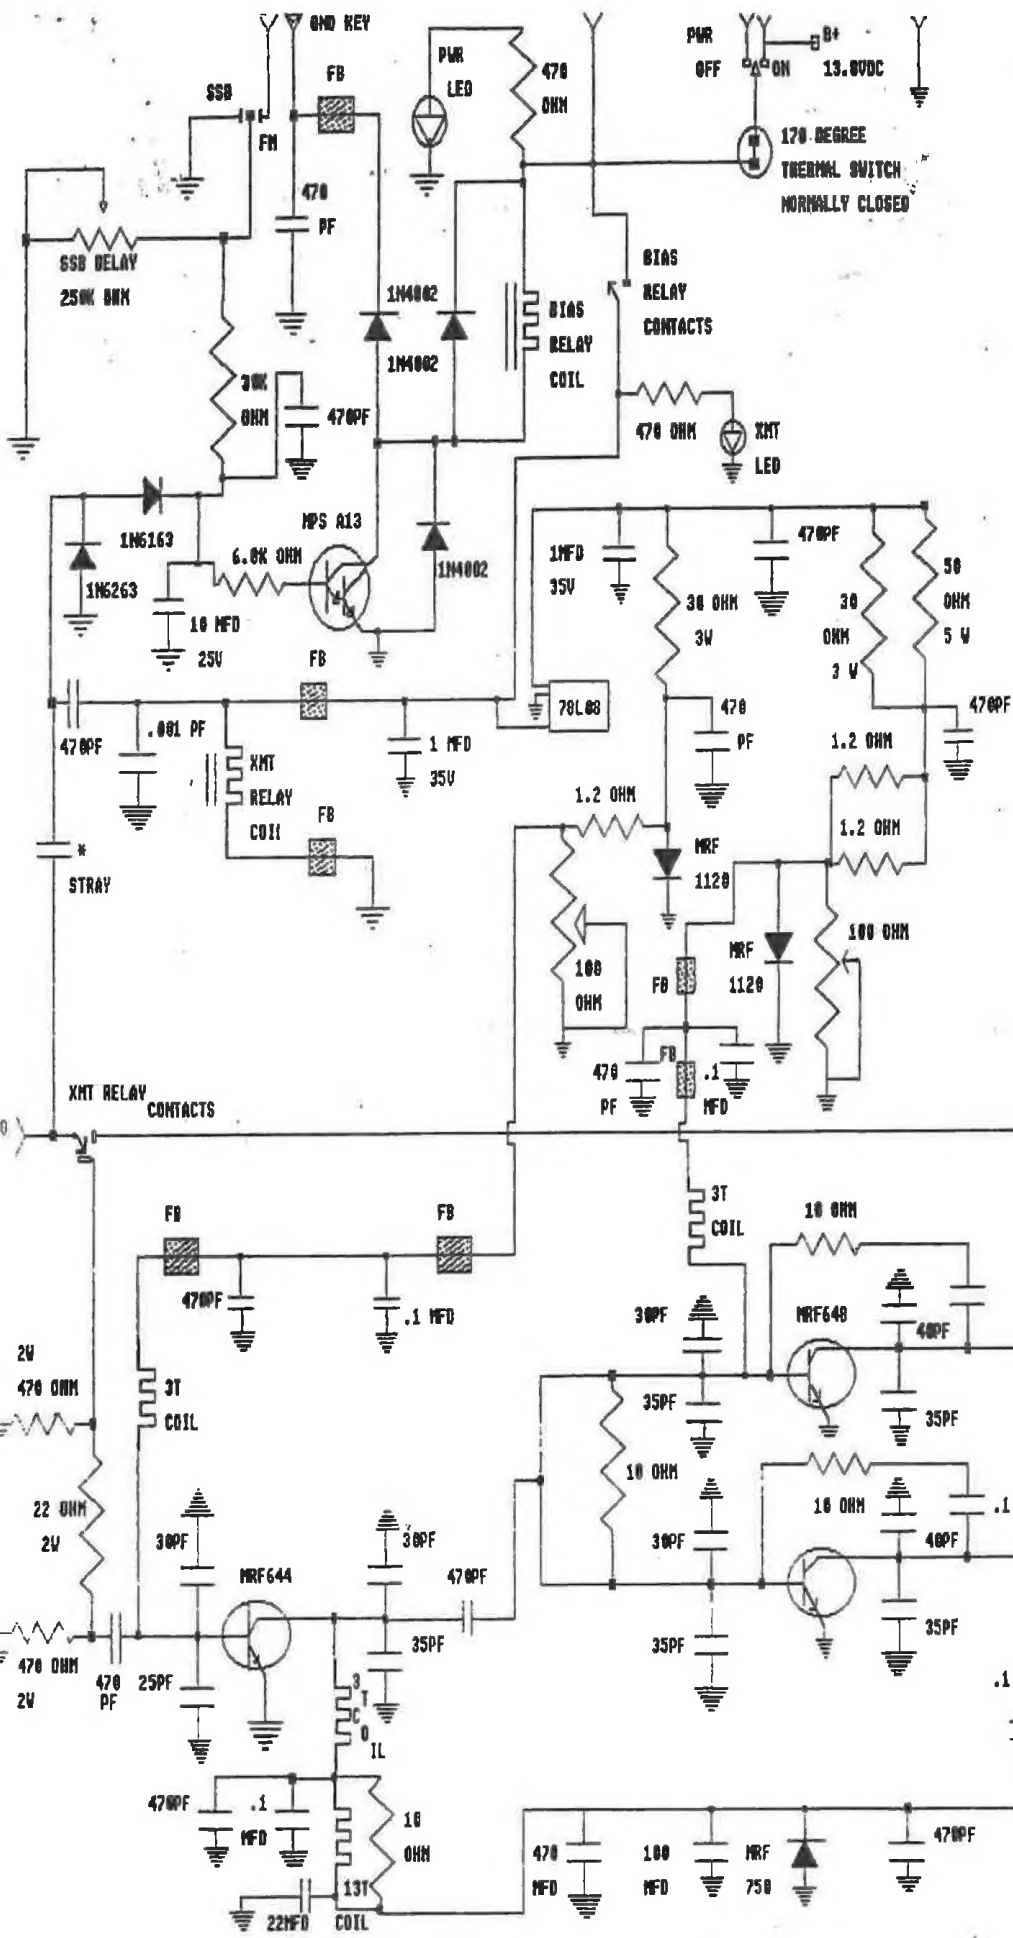 GND KEY
FB
PWR
LED
470
OHM
PWR
OFF
ON
B+
13.8VDC
SSB
FM
470
PF
170 DEGREE
THERMAL SWITCH
NORMALLY CLOSED
SSB DELAY
250K OHM
1N4002
1N4002
BIAS
RELAY
COIL
BIAS
RELAY
CONTACTS
OHM
470PF
470 OHM
XMT
LED
1N6163
1N6263
MPS A13
6.8K OHM
1N4002
10 MFD
25V
FB
1MFD
35V
30 OHM
3W
470PF
30
OHM
3 W
50
OHM
5 W
470PF
.001 PF
XMT
RELAY
COIL
FB
1 MFD
35V
78L08
470
PF
470PF
1.2 OHM
1.2 OHM
1.2 OHM
*
STRAY
MRF
1120
100
OHM
FB
MRF
1120
100 OHM
470
PF
FB
.1
MFD
XMT RELAY
CONTACTS
FB
FB
470PF
.1 MFD
3T
COIL
10 OHM
MRF648
40PF
35PF
30PF
35PF
2W
470 OHM
3T
COIL
10 OHM
22 OHM
2W
30PF
MRF644
30PF
470PF
30PF
10 OHM
40PF
.1
35PF
470 OHM
2W
470
PF
25PF
35PF
35PF
.1
3
T
C
O
IL
470PF
.1
MFD
10
OHM
13T
COIL
22MFD
470
MFD
100
MFD
MRF
750
470PF